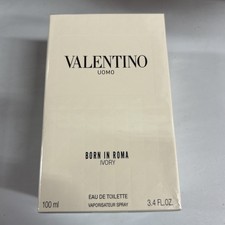 VALENTINO
UOMO
BORN IN ROMA
IVORY
EAU DE TOILETTE
100 ml VAPORISATEUR SPRAY 3.4 FL.OZ.